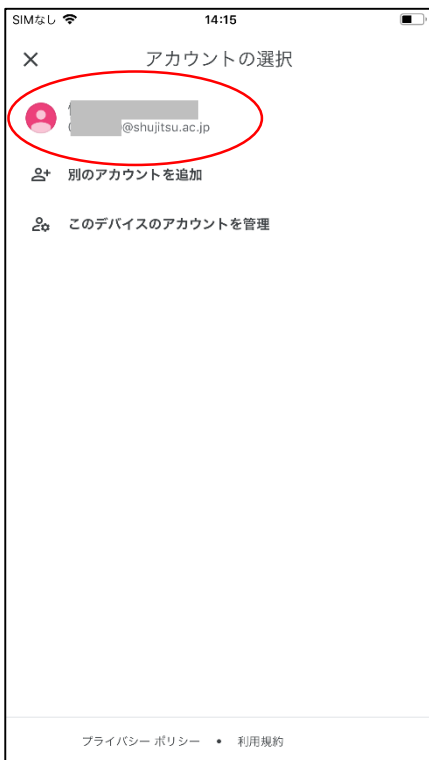 SIMなし 14:15
アカウントの選択
@shujitsu.ac.jp
別のアカウントを追加
このデバイスのアカウントを管理
プライバシー ポリシー • 利用規約